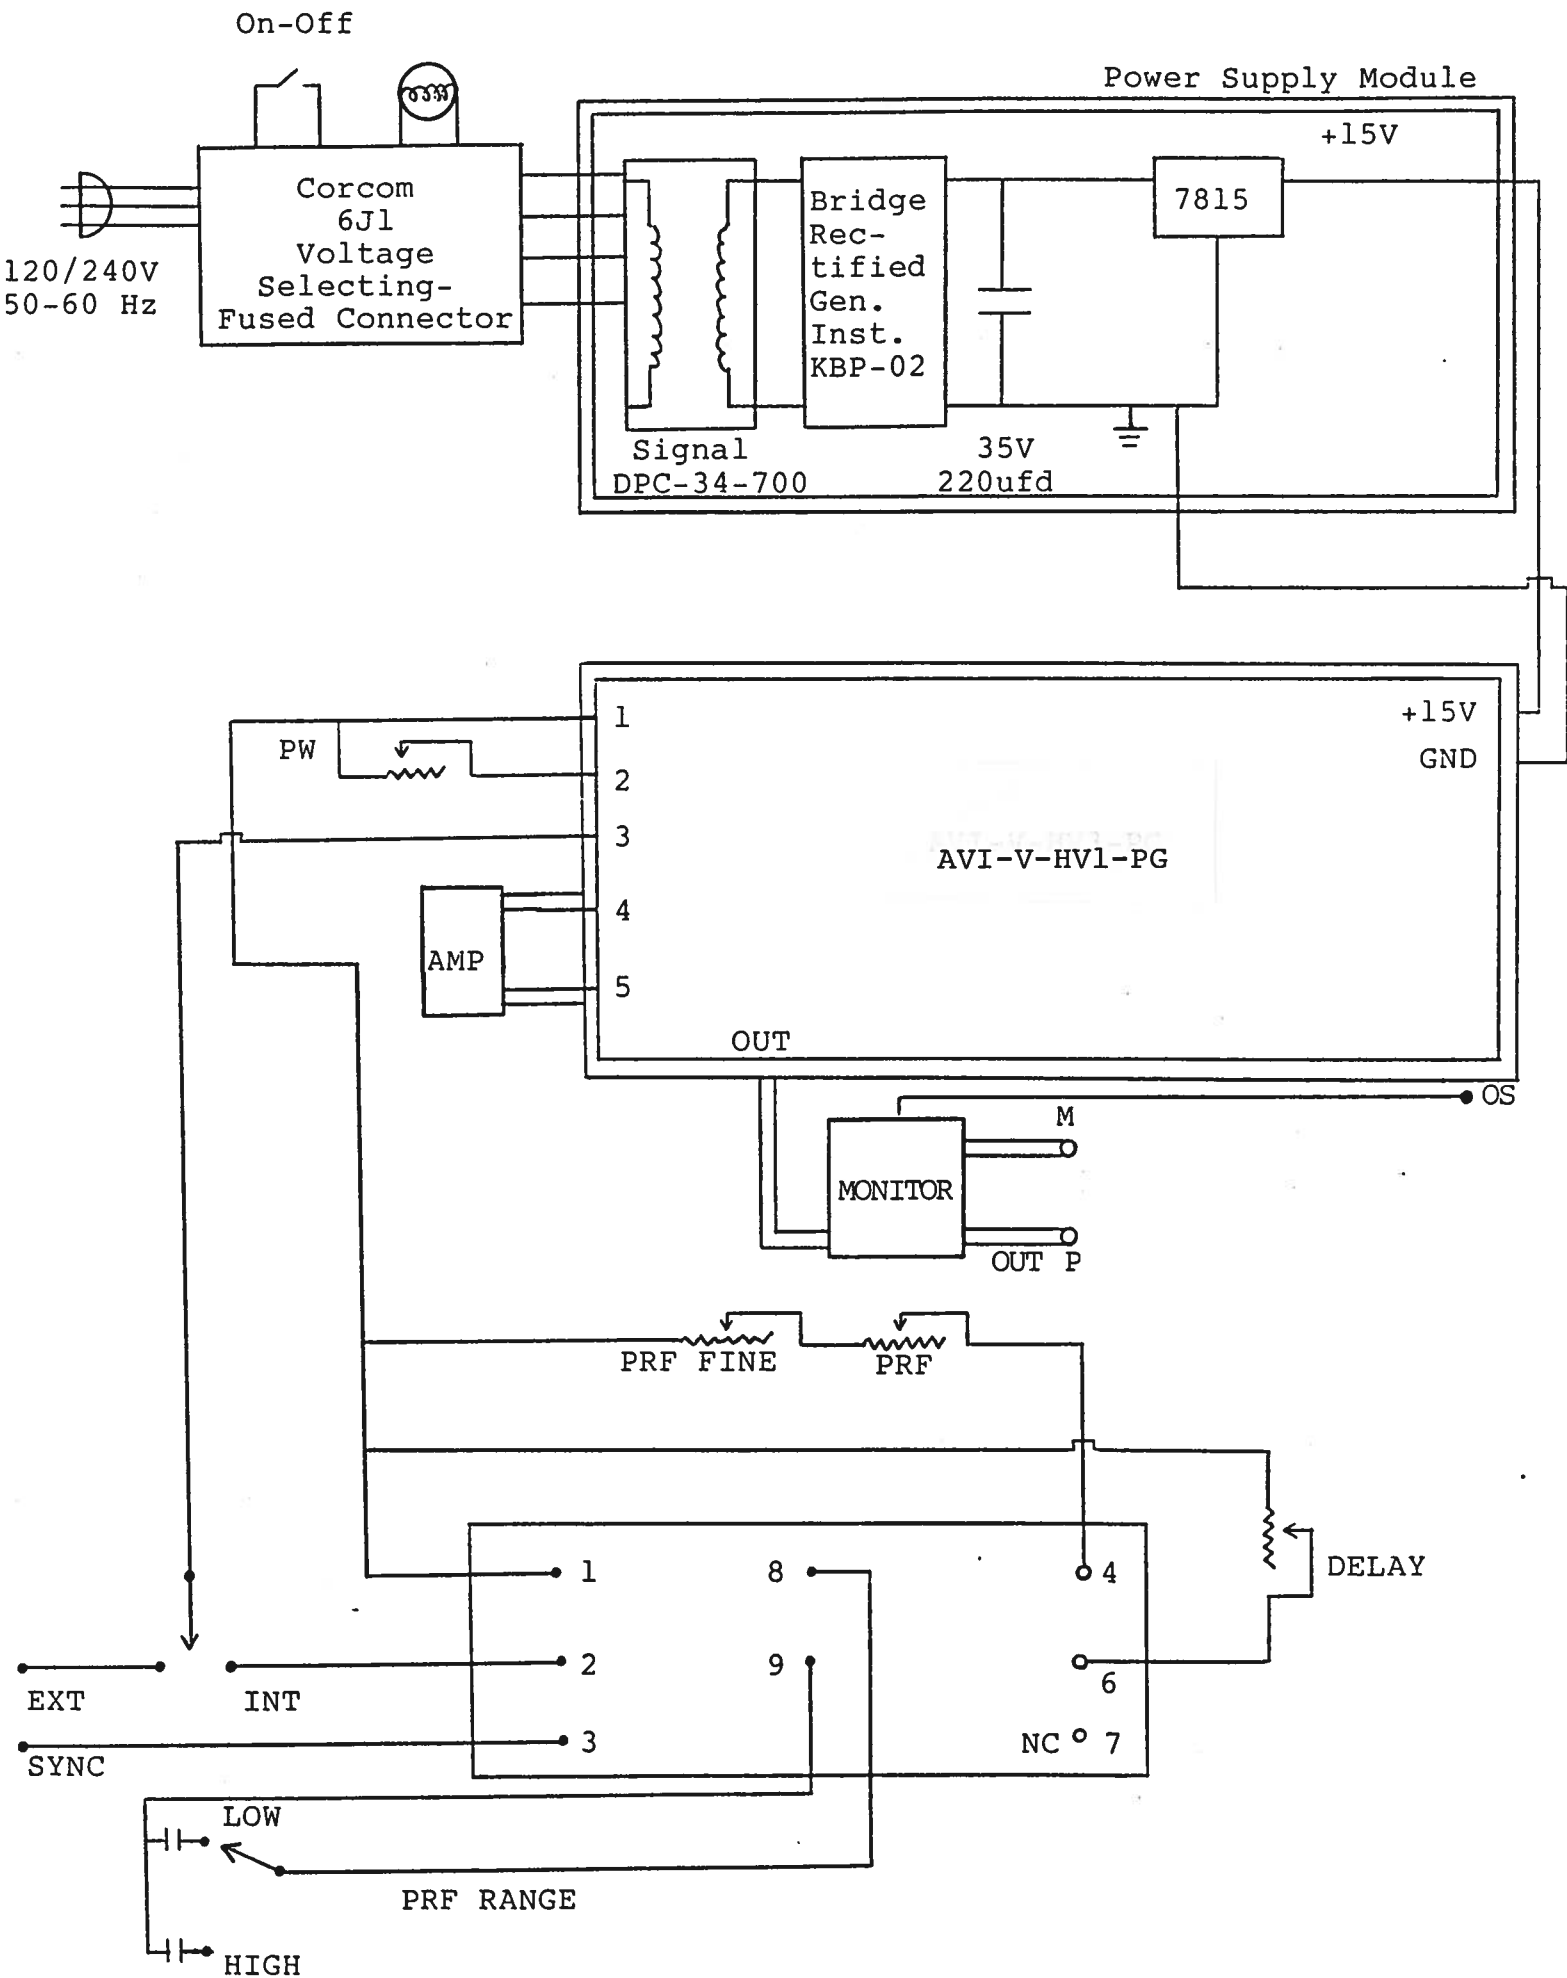 On-Off
Power Supply Module
+15V
120/240V
50-60 Hz
Corcom
6J1
Voltage
Selecting-
Fused Connector
Bridge
Rec-
tified
Gen.
Inst.
KBP-02
7815
Signal
DPC-34-700
35V
220ufd
1
PW
2
3
4
AMP
5
+15V
GND
AVI-V-HV1-PG
OUT
OS
M
MONITOR
OUT P
PRF FINE
PRF
DELAY
1
8
4
2
9
6
3
NC
7
EXT
INT
SYNC
LOW
PRF RANGE
HIGH